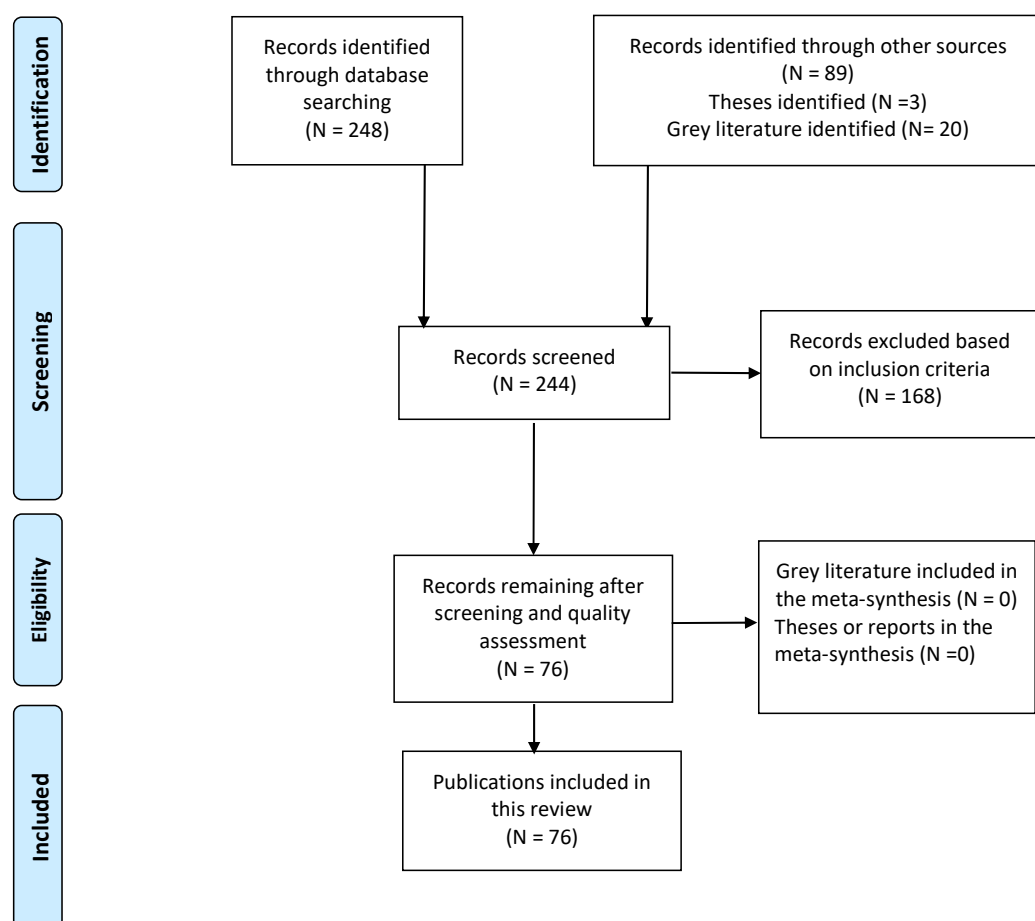 Identification
Records identified
through database
searching
(N = 248)
Records identified through other sources
(N = 89)
Theses identified (N =3)
Grey literature identified (N= 20)
Screening
Records screened
(N = 244)
Records excluded based
on inclusion criteria
(N = 168)
Eligibility
Records remaining after
screening and quality
assessment
(N = 76)
Grey literature included in
the meta-synthesis (N = 0)
Theses or reports in the
meta-synthesis (N =0)
Included
Publications included in
this review
(N = 76)